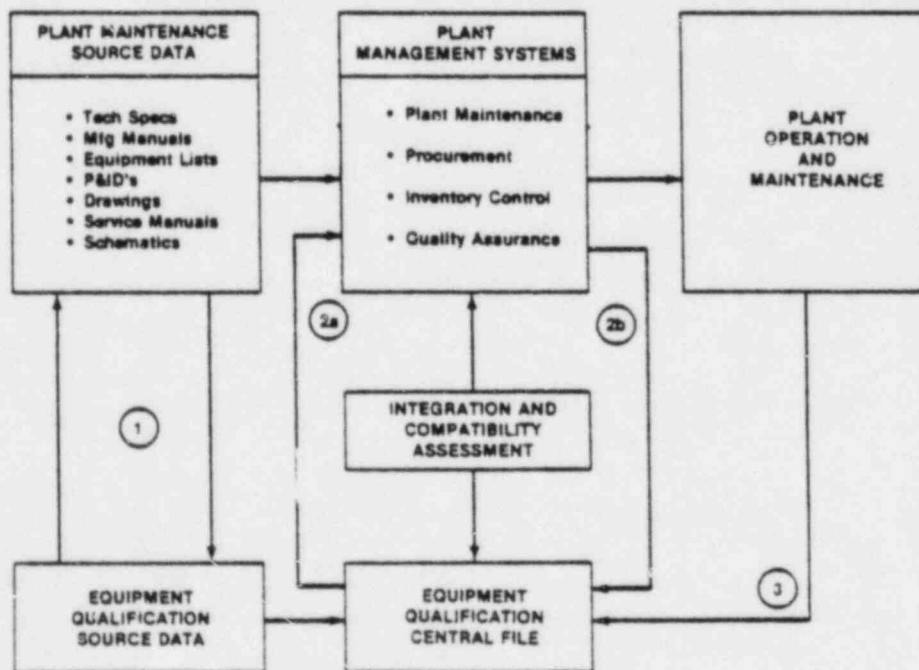 PLANT MAINTENANCE
SOURCE DATA
• Tech Specs
• Mfg Manuals
• Equipment Lists
• P&ID's
• Drawings
• Service Manuals
• Schematics
PLANT
MANAGEMENT SYSTEMS
• Plant Maintenance
• Procurement
• Inventory Control
• Quality Assurance
PLANT
OPERATION
AND
MAINTENANCE
2a
2b
1
INTEGRATION AND
COMPATIBILITY
ASSESSMENT
3
EQUIPMENT
QUALIFICATION
SOURCE DATA
EQUIPMENT
QUALIFICATION
CENTRAL FILE